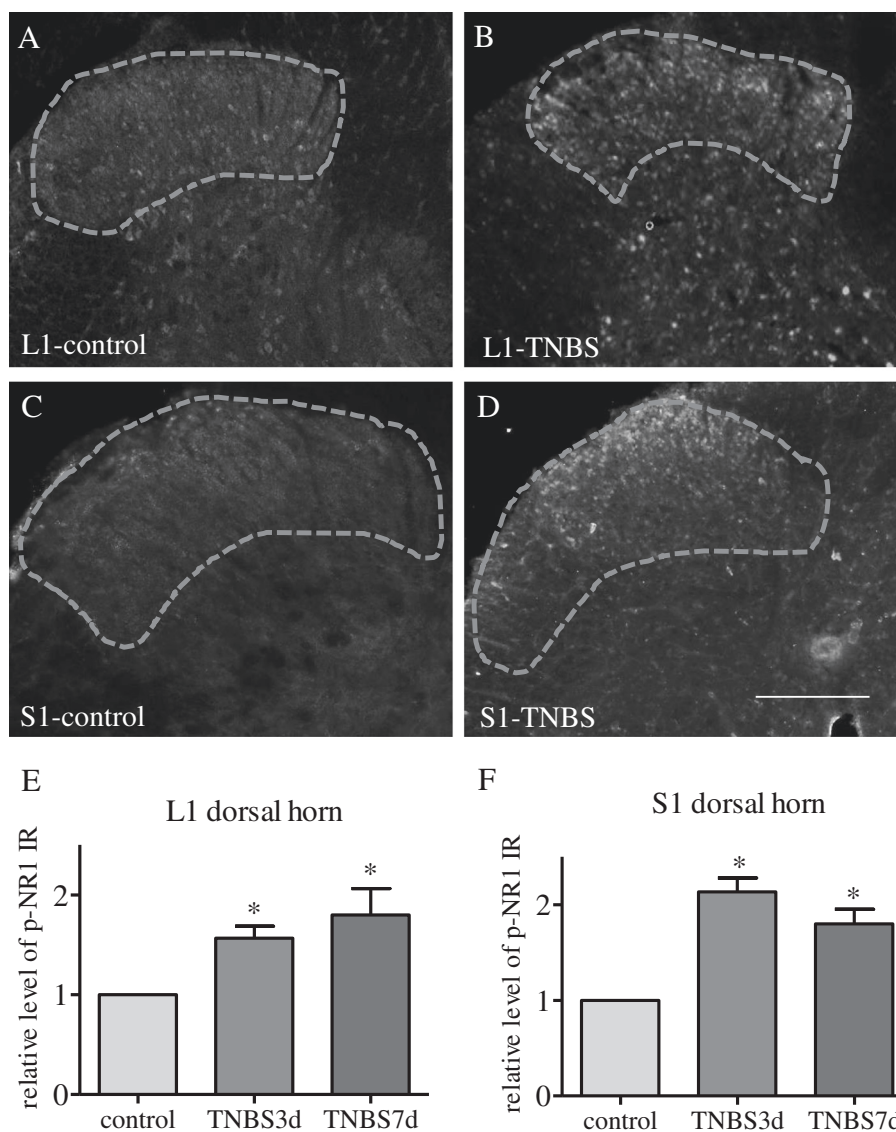 A
L1-control
B
L1-TNBS
C
S1-control
D
S1-TNBS
E
L1 dorsal horn
relative level of p-NR1 IR
2
1
0
*
*
control
TNBS3d
TNBS7d
F
S1 dorsal horn
relative level of p-NR1 IR
2
1
0
*
*
control
TNBS3d
TNBS7d